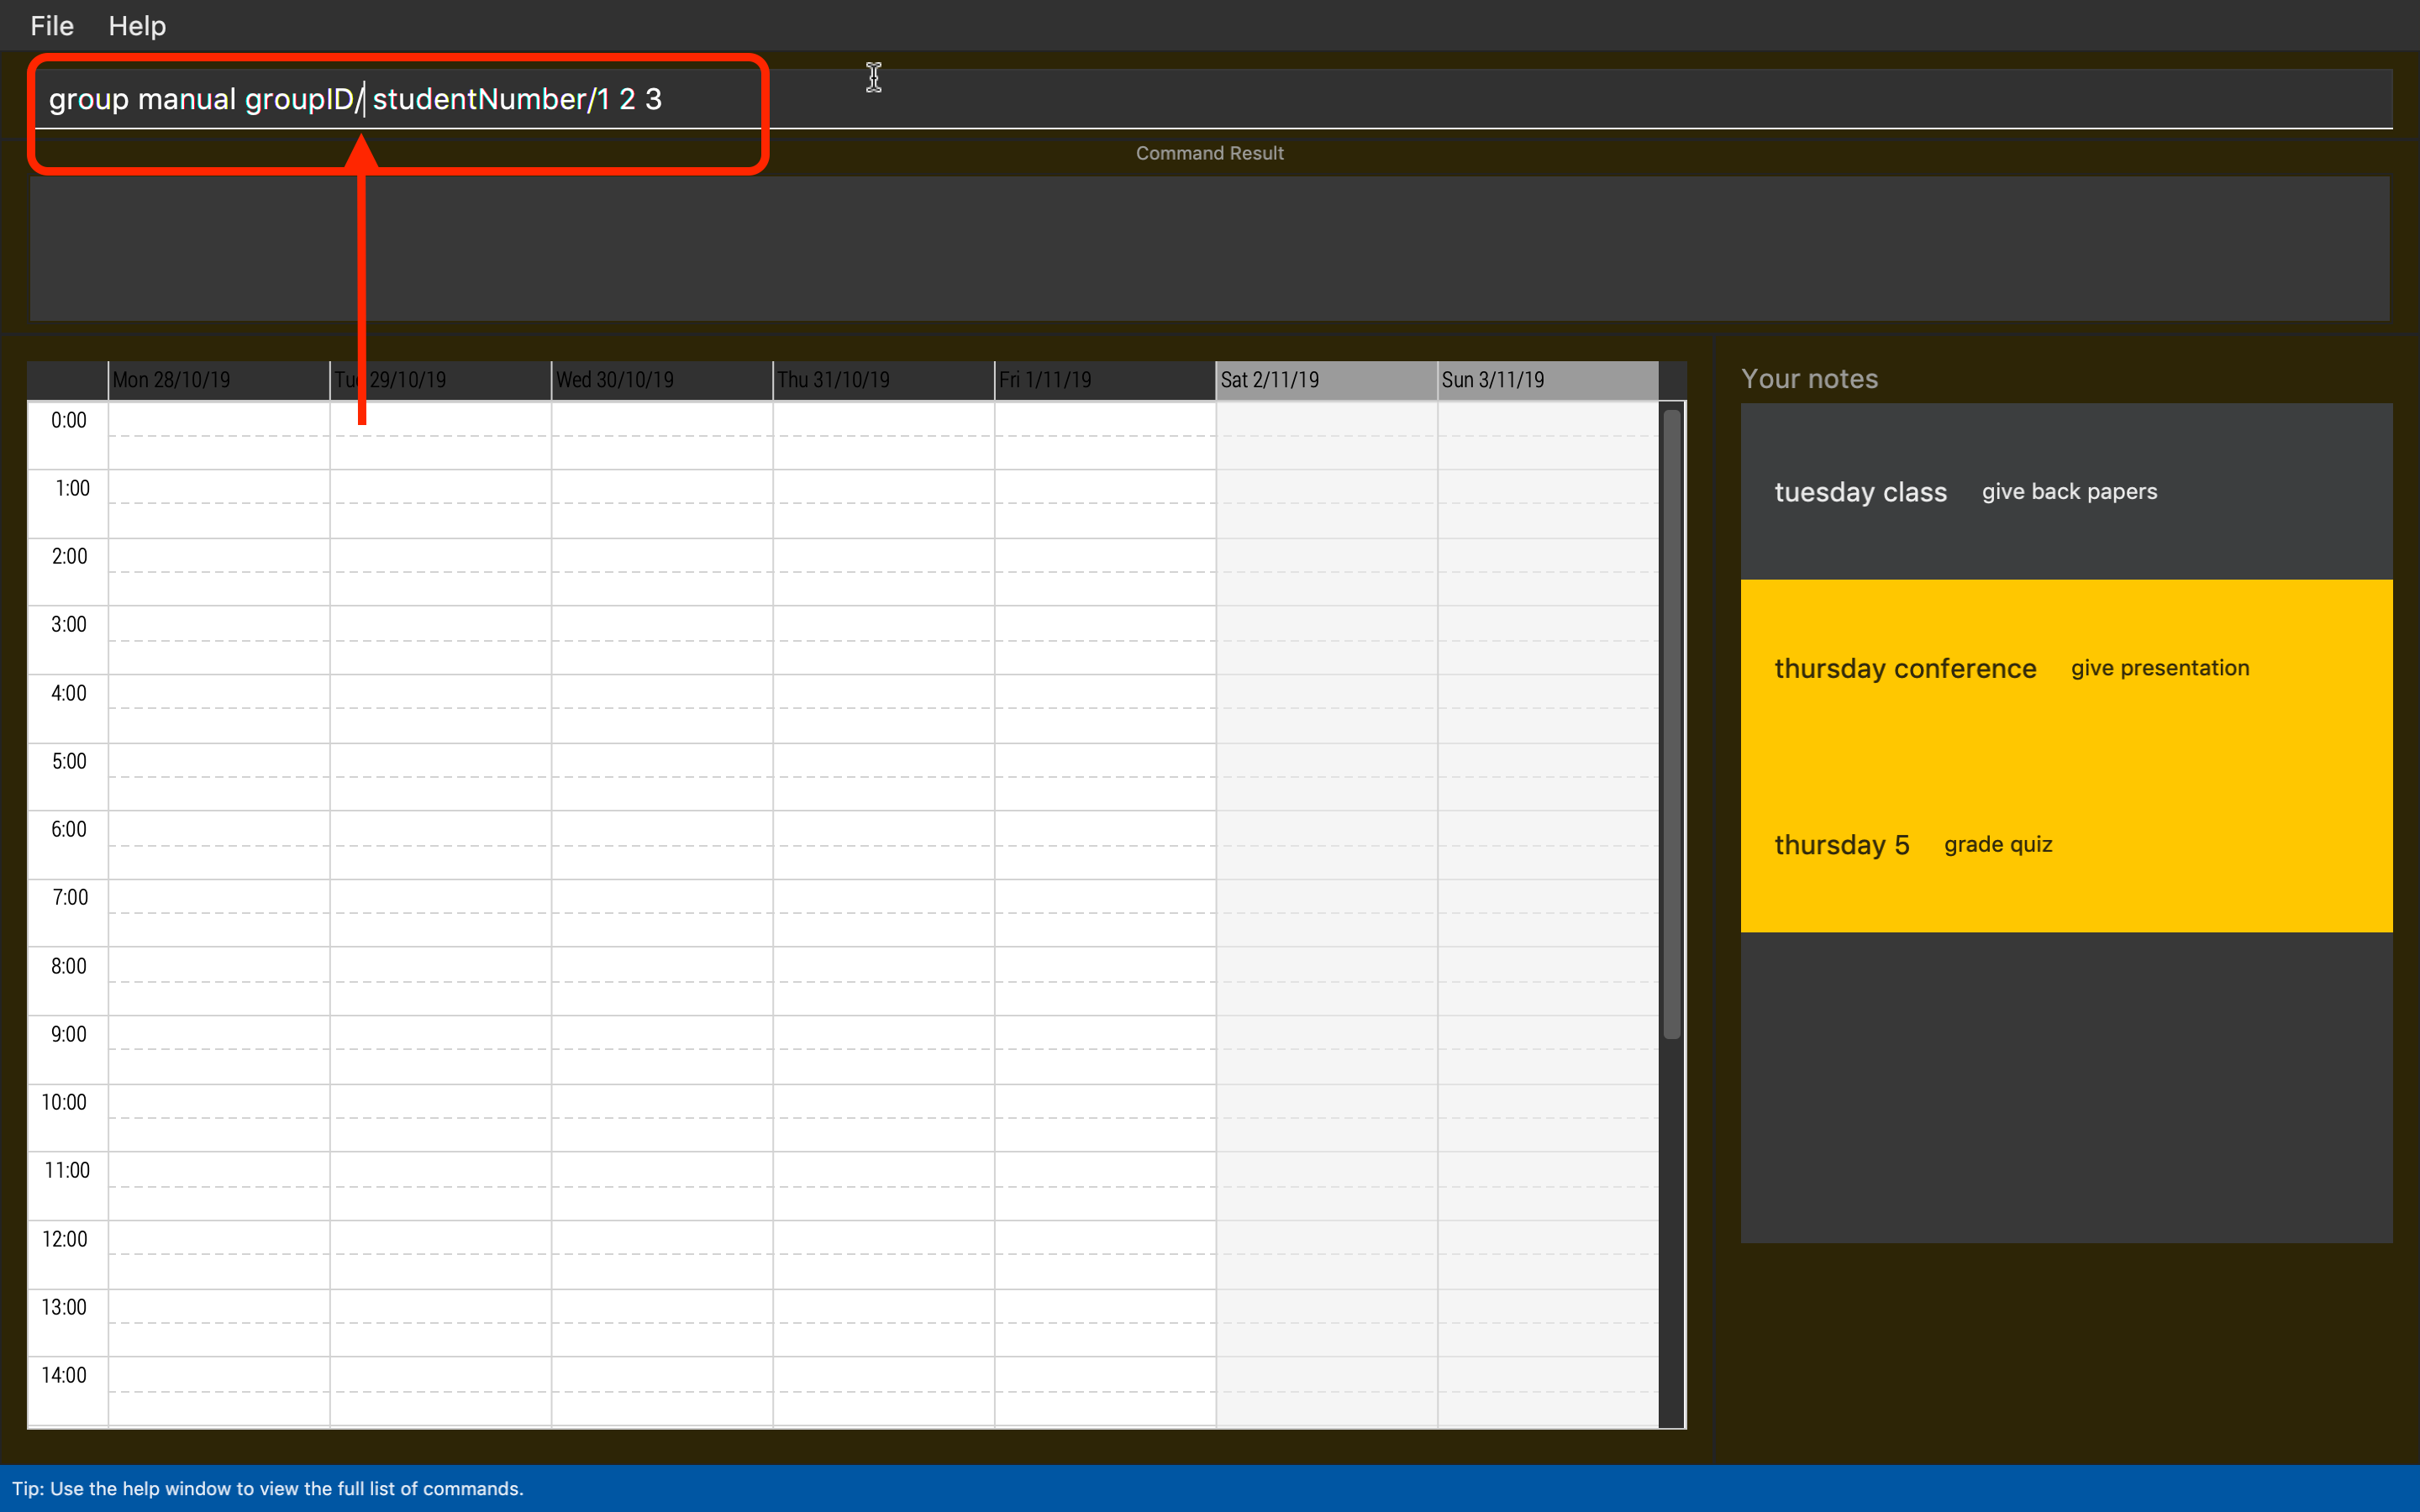 File Help
group manual groupID/ studentNumber/1 2 3
Command Result
Mon 28/10/19 Tue 29/10/19 Wed 30/10/19 Thu 31/10/19 Fri 1/11/19 Sat 2/11/19 Sun 3/11/19
0:00
1:00
2:00
3:00
4:00
5:00
6:00
7:00
8:00
9:00
10:00
11:00
12:00
13:00
14:00
Your notes
tuesday class give back papers
thursday conference give presentation
thursday 5 grade quiz
Tip: Use the help window to view the full list of commands.